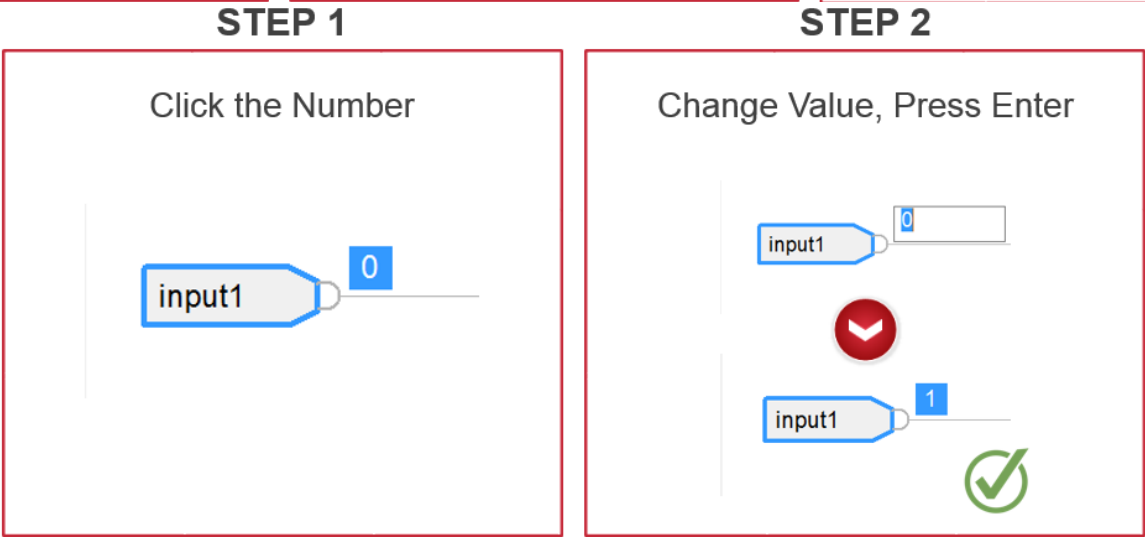 STEP 1
Click the Number
0
input1
STEP 2
Change Value, Press Enter
0
input1
1
input1